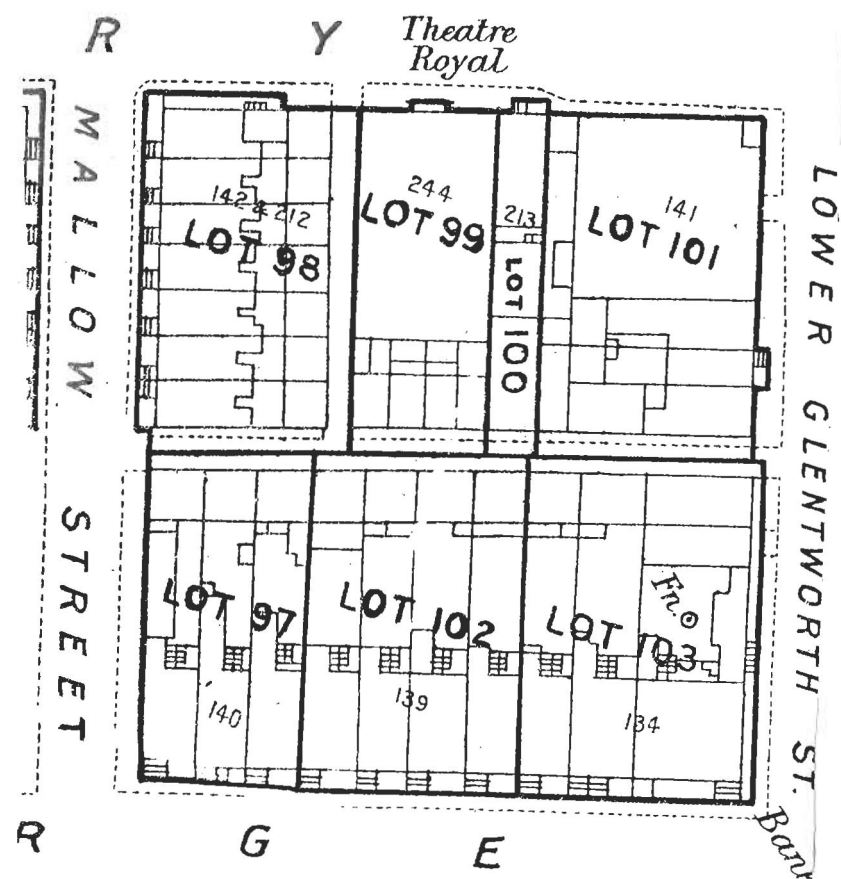 R Y
Theatre
Royal
MALLOW STREET
142 & 212
LOT 98
244
LOT 99
213
LOT 100
141
LOT 101
LOWER GLENTWORTH ST.
LOT 97
140
LOT 102
139
Fn.
LOT 103
134
R G E
Bank